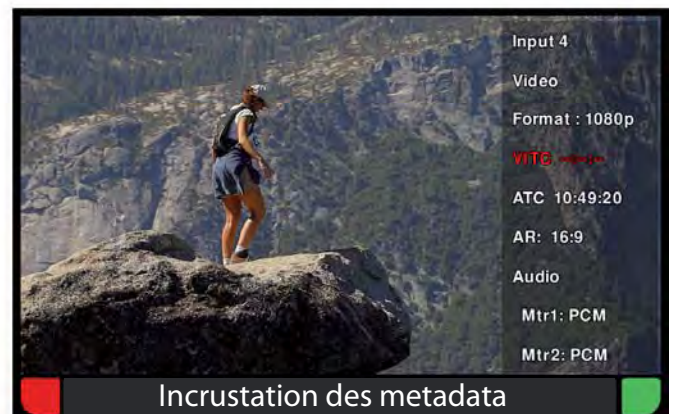 Input 4
Video
Format : 1080p
VITC --:--:--
ATC 10:49:20
AR: 16:9
Audio
Mtr1: PCM
Mtr2: PCM
Incrustation des metadata